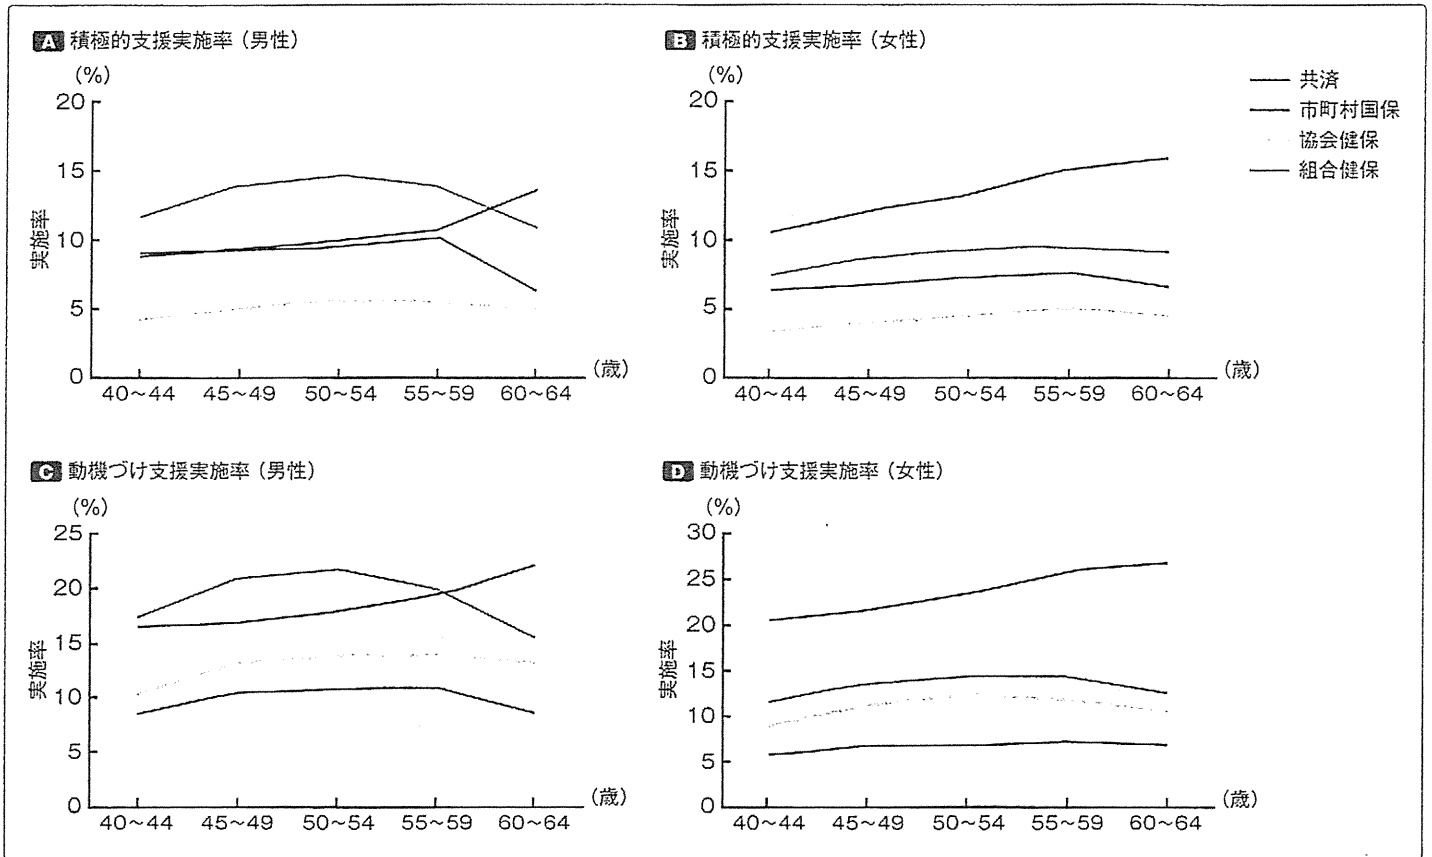 A 積極的支援実施率（男性）
(%)
20
15
10
5
0
実施率
40〜44 45〜49 50〜54 55〜59 60〜64
（歳）
B 積極的支援実施率（女性）
(%)
20
15
10
5
0
実施率
40〜44 45〜49 50〜54 55〜59 60〜64
（歳）
共済
市町村国保
協会健保
組合健保
C 動機づけ支援実施率（男性）
(%)
25
20
15
10
5
0
実施率
40〜44 45〜49 50〜54 55〜59 60〜64
（歳）
D 動機づけ支援実施率（女性）
(%)
30
25
20
15
10
5
0
実施率
40〜44 45〜49 50〜54 55〜59 60〜64
（歳）